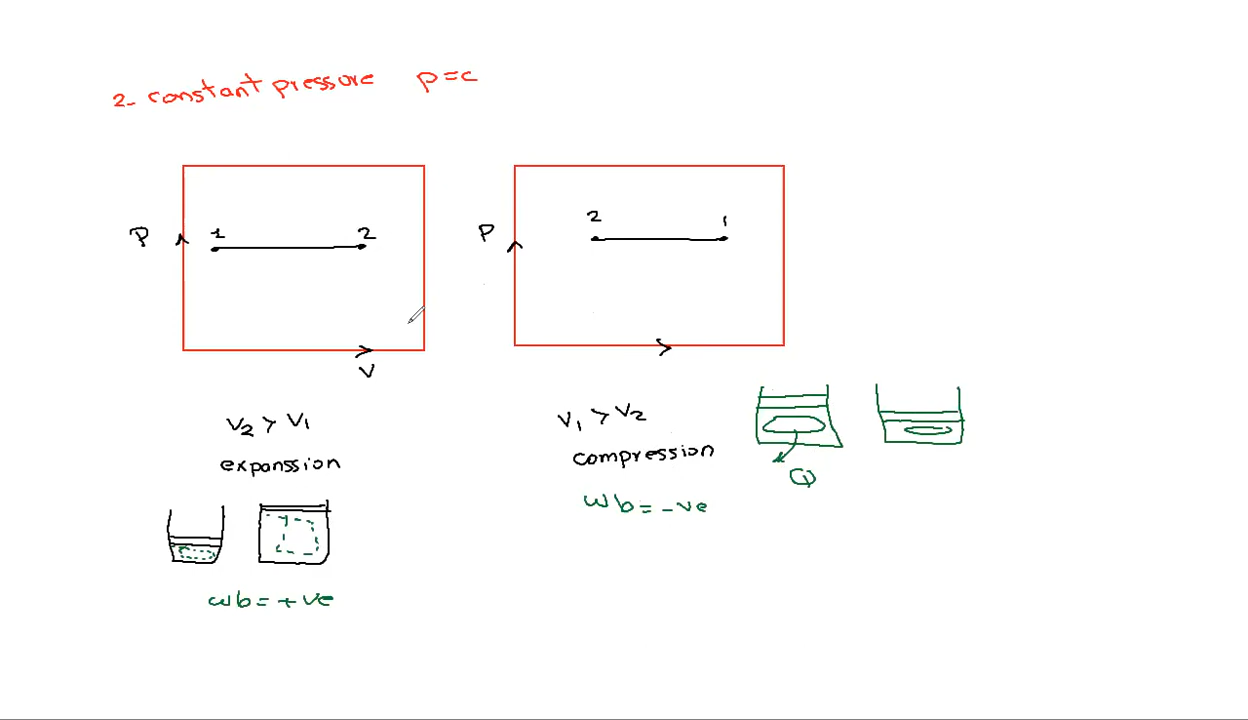 2- constant pressure P=c
P
1
2
V
P
2
1
V2 > V1
expanssion
wb = + ve
V1 > V2
compression
wb = - ve
Q